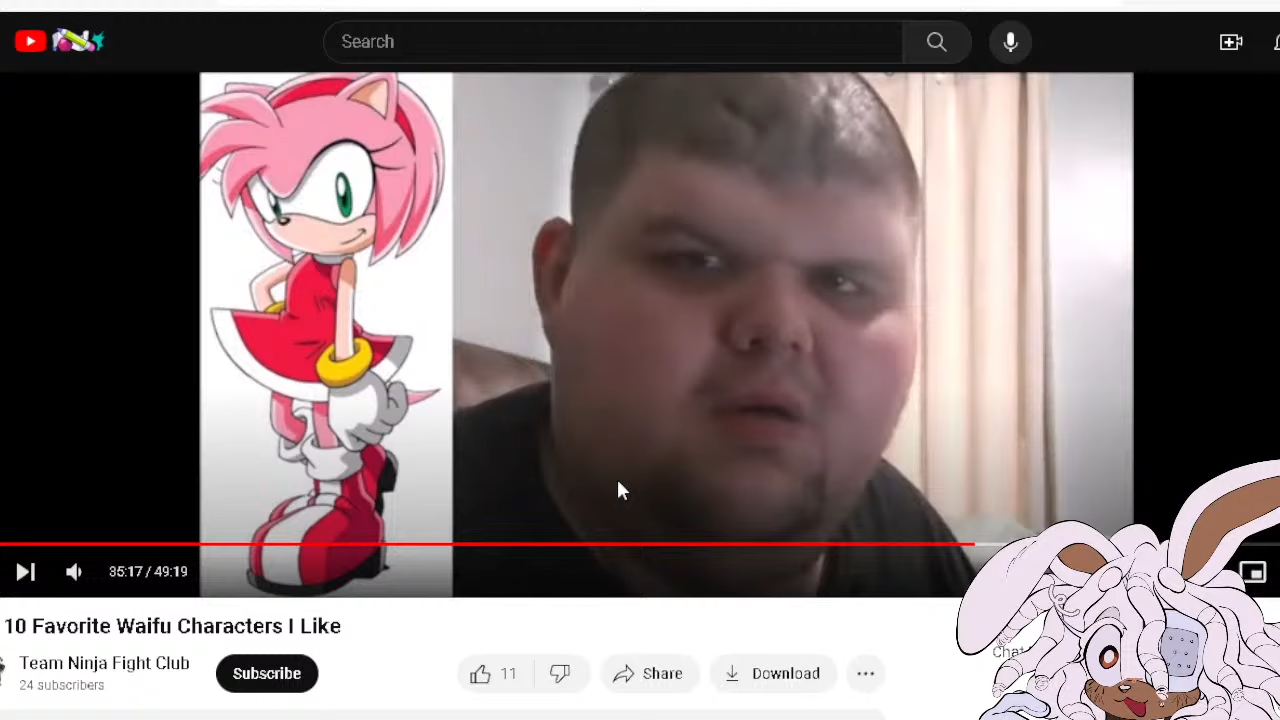 Search
35:17 / 49:19
10 Favorite Waifu Characters I Like
Team Ninja Fight Club
24 subscribers
Subscribe
11
Share
Download
Chat